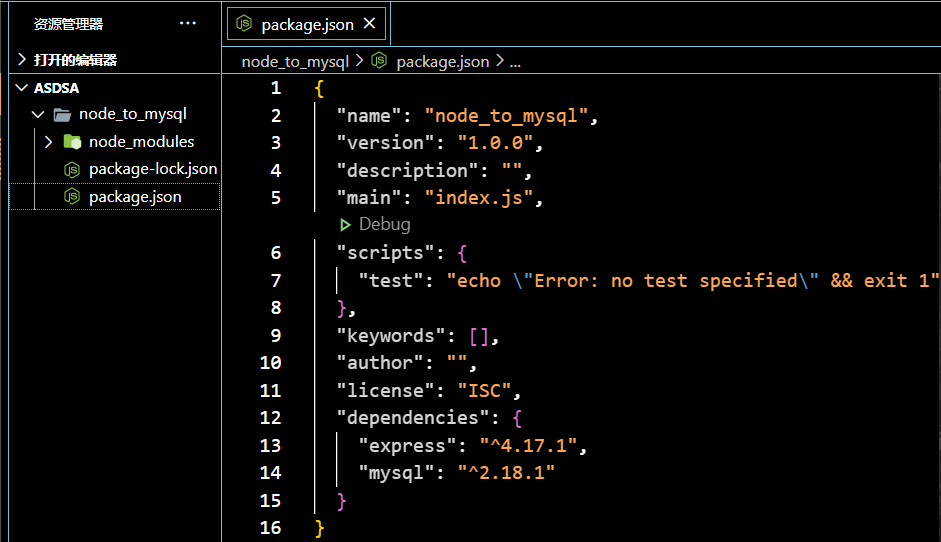 资源管理器 ···
打开的编辑器
ASDSA
node_to_mysql
node_modules
package-lock.json
package.json
package.json
node_to_mysql > package.json > ...
1 {
2 "name": "node_to_mysql",
3 "version": "1.0.0",
4 "description": "",
5 "main": "index.js",
Debug
6 "scripts": {
7 "test": "echo \"Error: no test specified\" && exit 1"
8 },
9 "keywords": [],
10 "author": "",
11 "license": "ISC",
12 "dependencies": {
13 "express": "^4.17.1",
14 "mysql": "^2.18.1"
15 }
16 }